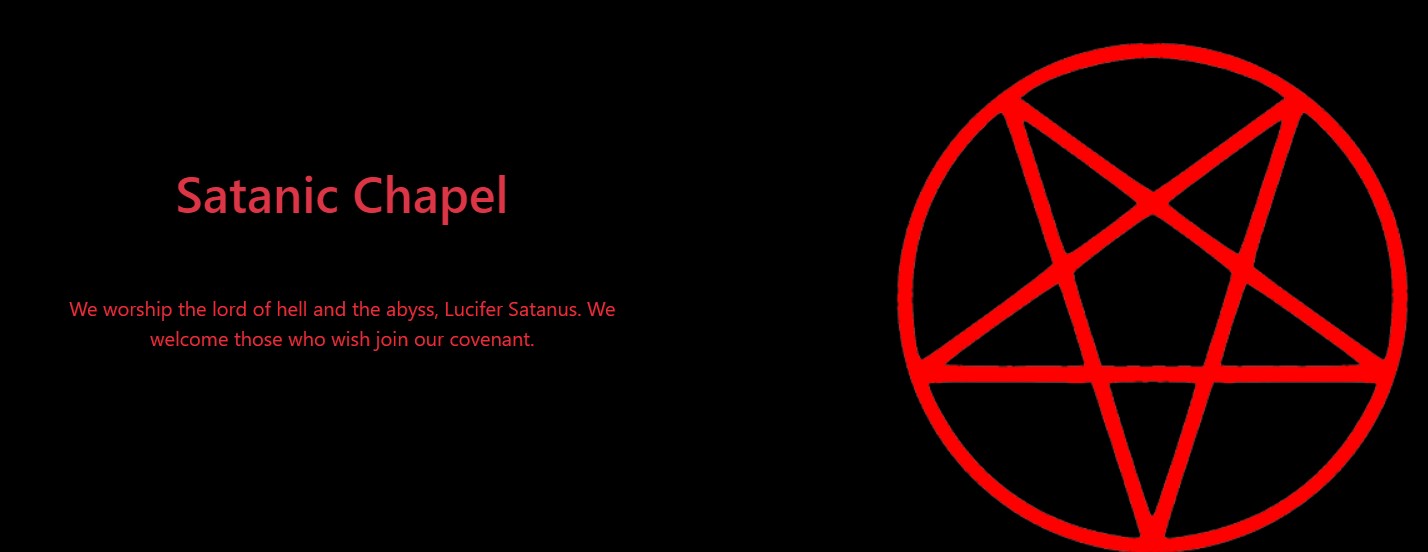 Satanic Chapel
We worship the lord of hell and the abyss, Lucifer Satanus. We
welcome those who wish join our covenant.